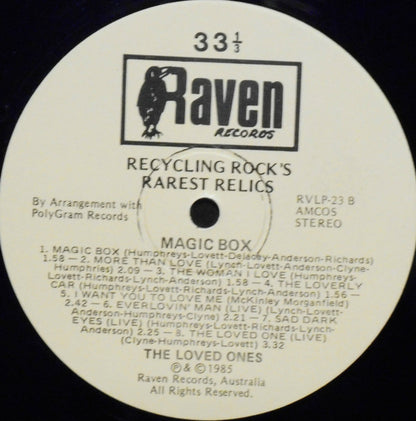 33 1/3
Raven
RECORDS
RECYCLING ROCK'S
RAREST RELICS
By Arrangement with
PolyGram Records
RVLP-23 B
AMCOS
STEREO
MAGIC BOX
1. MAGIC BOX (Humphreys-Lovett-Delacey-Anderson-Richards)
1.58 — 2. MORE THAN LOVE (Lynch-Lovett-Anderson-Clyne-
Humphries) 2.09 — 3. THE WOMAN I LOVE (Humphreys-
Lovett-Richards-Lynch-Anderson) 1.58 — 4. THE LOVERLY
CAR (Humphreys-Lovett-Richards-Lynch-Anderson) 1.56 —
5. I WANT YOU TO LOVE ME (McKinley Morganfield)
2.42 — 6. EVERLOVIN' MAN (LIVE) (Lynch-Lovett-
Anderson-Humphreys-Clyne) 2.21 — 7. SAD DARK
EYES (LIVE) (Humphreys-Lovett-Richards-Lynch-
Anderson) 2.25 — 8. THE LOVED ONE (LIVE)
(Clyne-Humphreys-Lovett) 3.32
THE LOVED ONES
℗ & © 1985
Raven Records, Australia
All Rights Reserved.